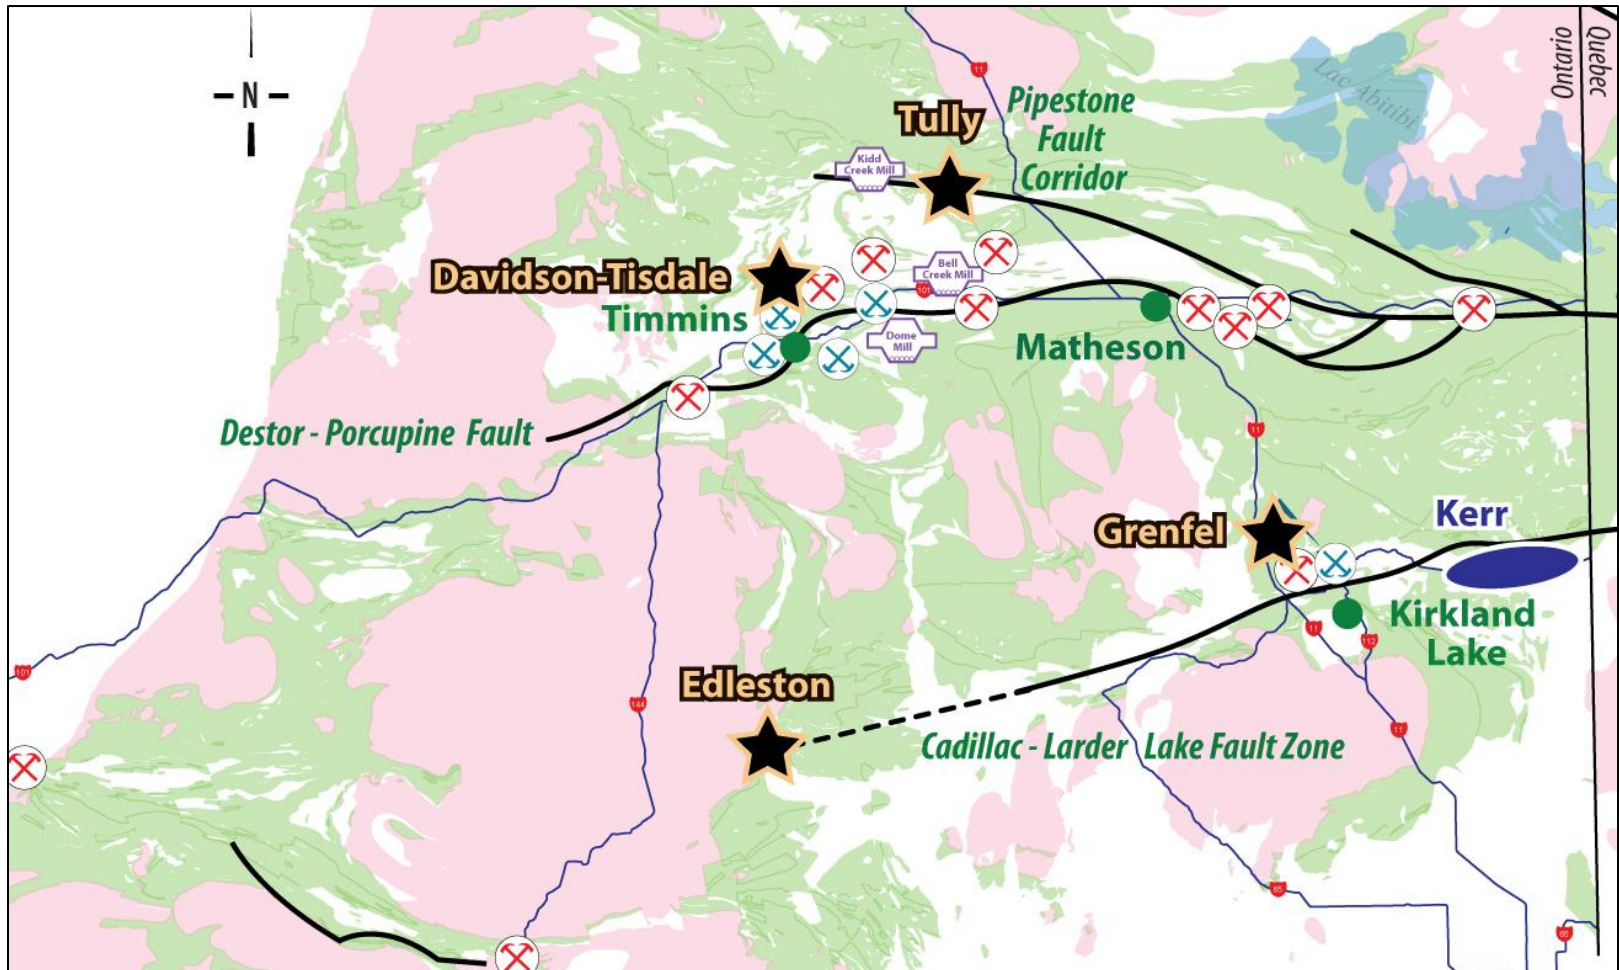 11
Ontario
Quebec
Lac Abitibi
N
Pipestone
Fault
Corridor
Tully
Kidd
Creek Mill
Davidson-Tisdale
Bell
Creek Mill
101
Timmins
Dome
Mill
Matheson
Destor - Porcupine Fault
11
Kerr
Grenfel
Kirkland
Lake
11
112
101
Edleston
144
11
Cadillac - Larder Lake Fault Zone
65
65